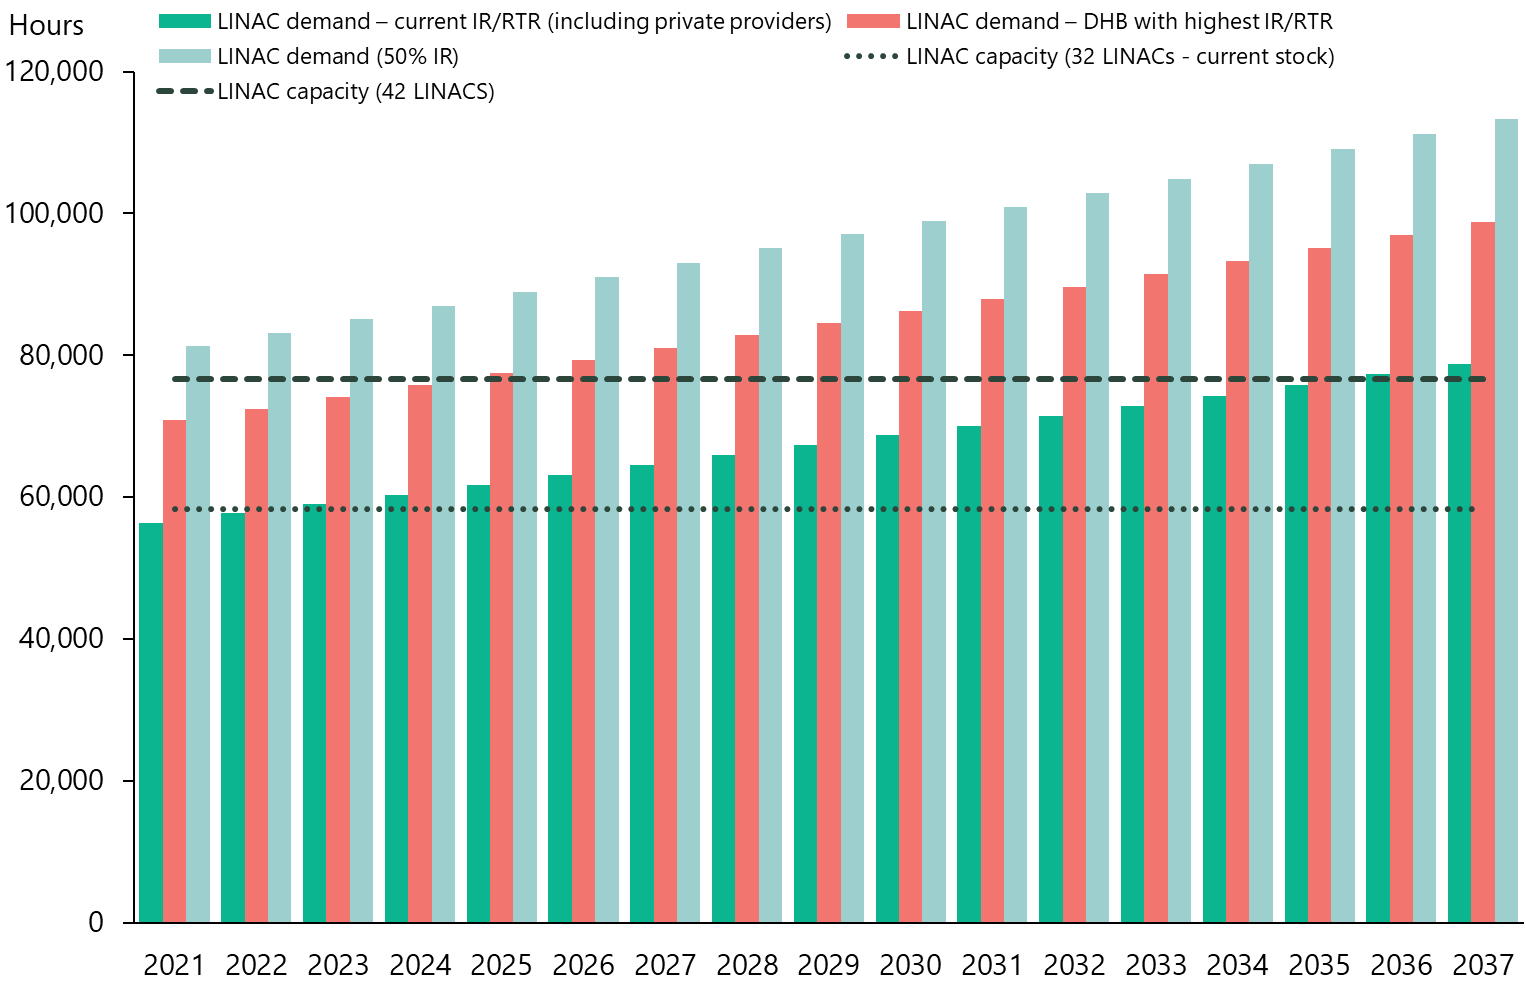 Hours
LINAC demand – current IR/RTR (including private providers)
LINAC demand – DHB with highest IR/RTR
LINAC demand (50% IR)
LINAC capacity (32 LINACs - current stock)
LINAC capacity (42 LINACS)
120,000
100,000
80,000
60,000
40,000
20,000
0
2021 2022 2023 2024 2025 2026 2027 2028 2029 2030 2031 2032 2033 2034 2035 2036 2037